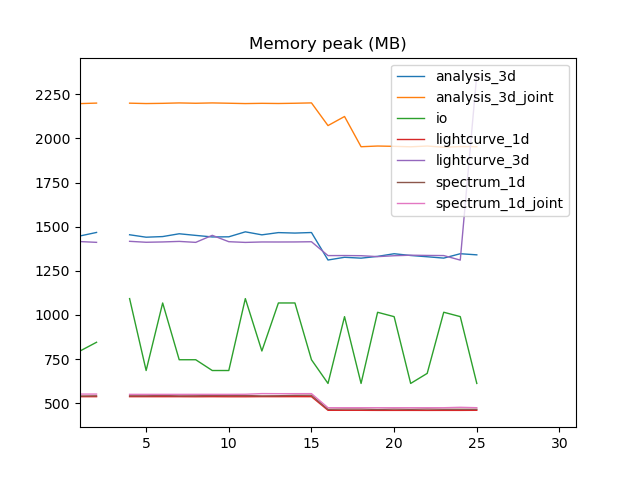 Memory peak (MB)
2250
2000
1750
1500
1250
1000
750
500
5
10
15
20
25
30
analysis_3d
analysis_3d_joint
io
lightcurve_1d
lightcurve_3d
spectrum_1d
spectrum_1d_joint